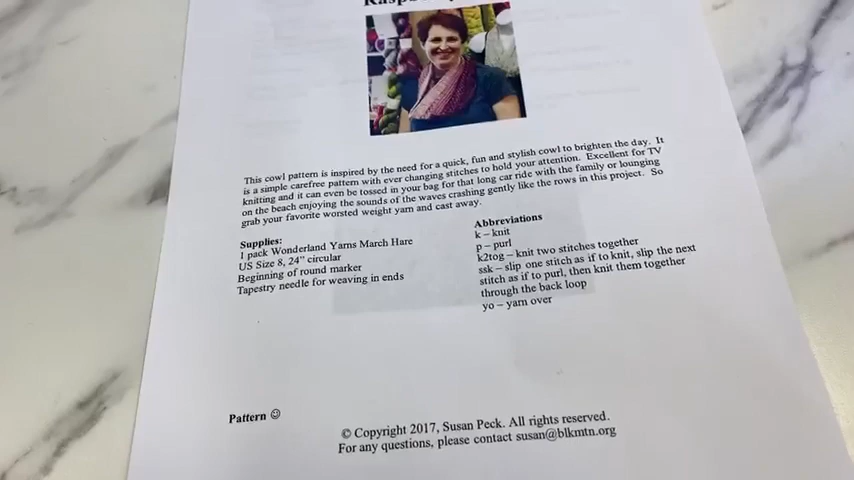 This cowl pattern is inspired by the need for a quick, fun and stylish cowl to brighten the day. It
is a simple carefree pattern with ever changing stitches to hold your attention. Excellent for TV
knitting and it can even be tossed in your bag for that long car ride with the family or lounging
on the beach enjoying the sounds of the waves crashing gently like the rows in this project. So
grab your favorite worsted weight yarn and cast away.
Supplies:
1 pack Wonderland Yarns March Hare
US Size 8, 24" circular
Beginning of round marker
Tapestry needle for weaving in ends
Abbreviations
k – knit
p – purl
k2tog – knit two stitches together
ssk – slip one stitch as if to knit, slip the next
stitch as if to purl, then knit them together
through the back loop
yo – yarn over
Pattern ☺
© Copyright 2017, Susan Peck. All rights reserved.
For any questions, please contact susan@blkmtn.org